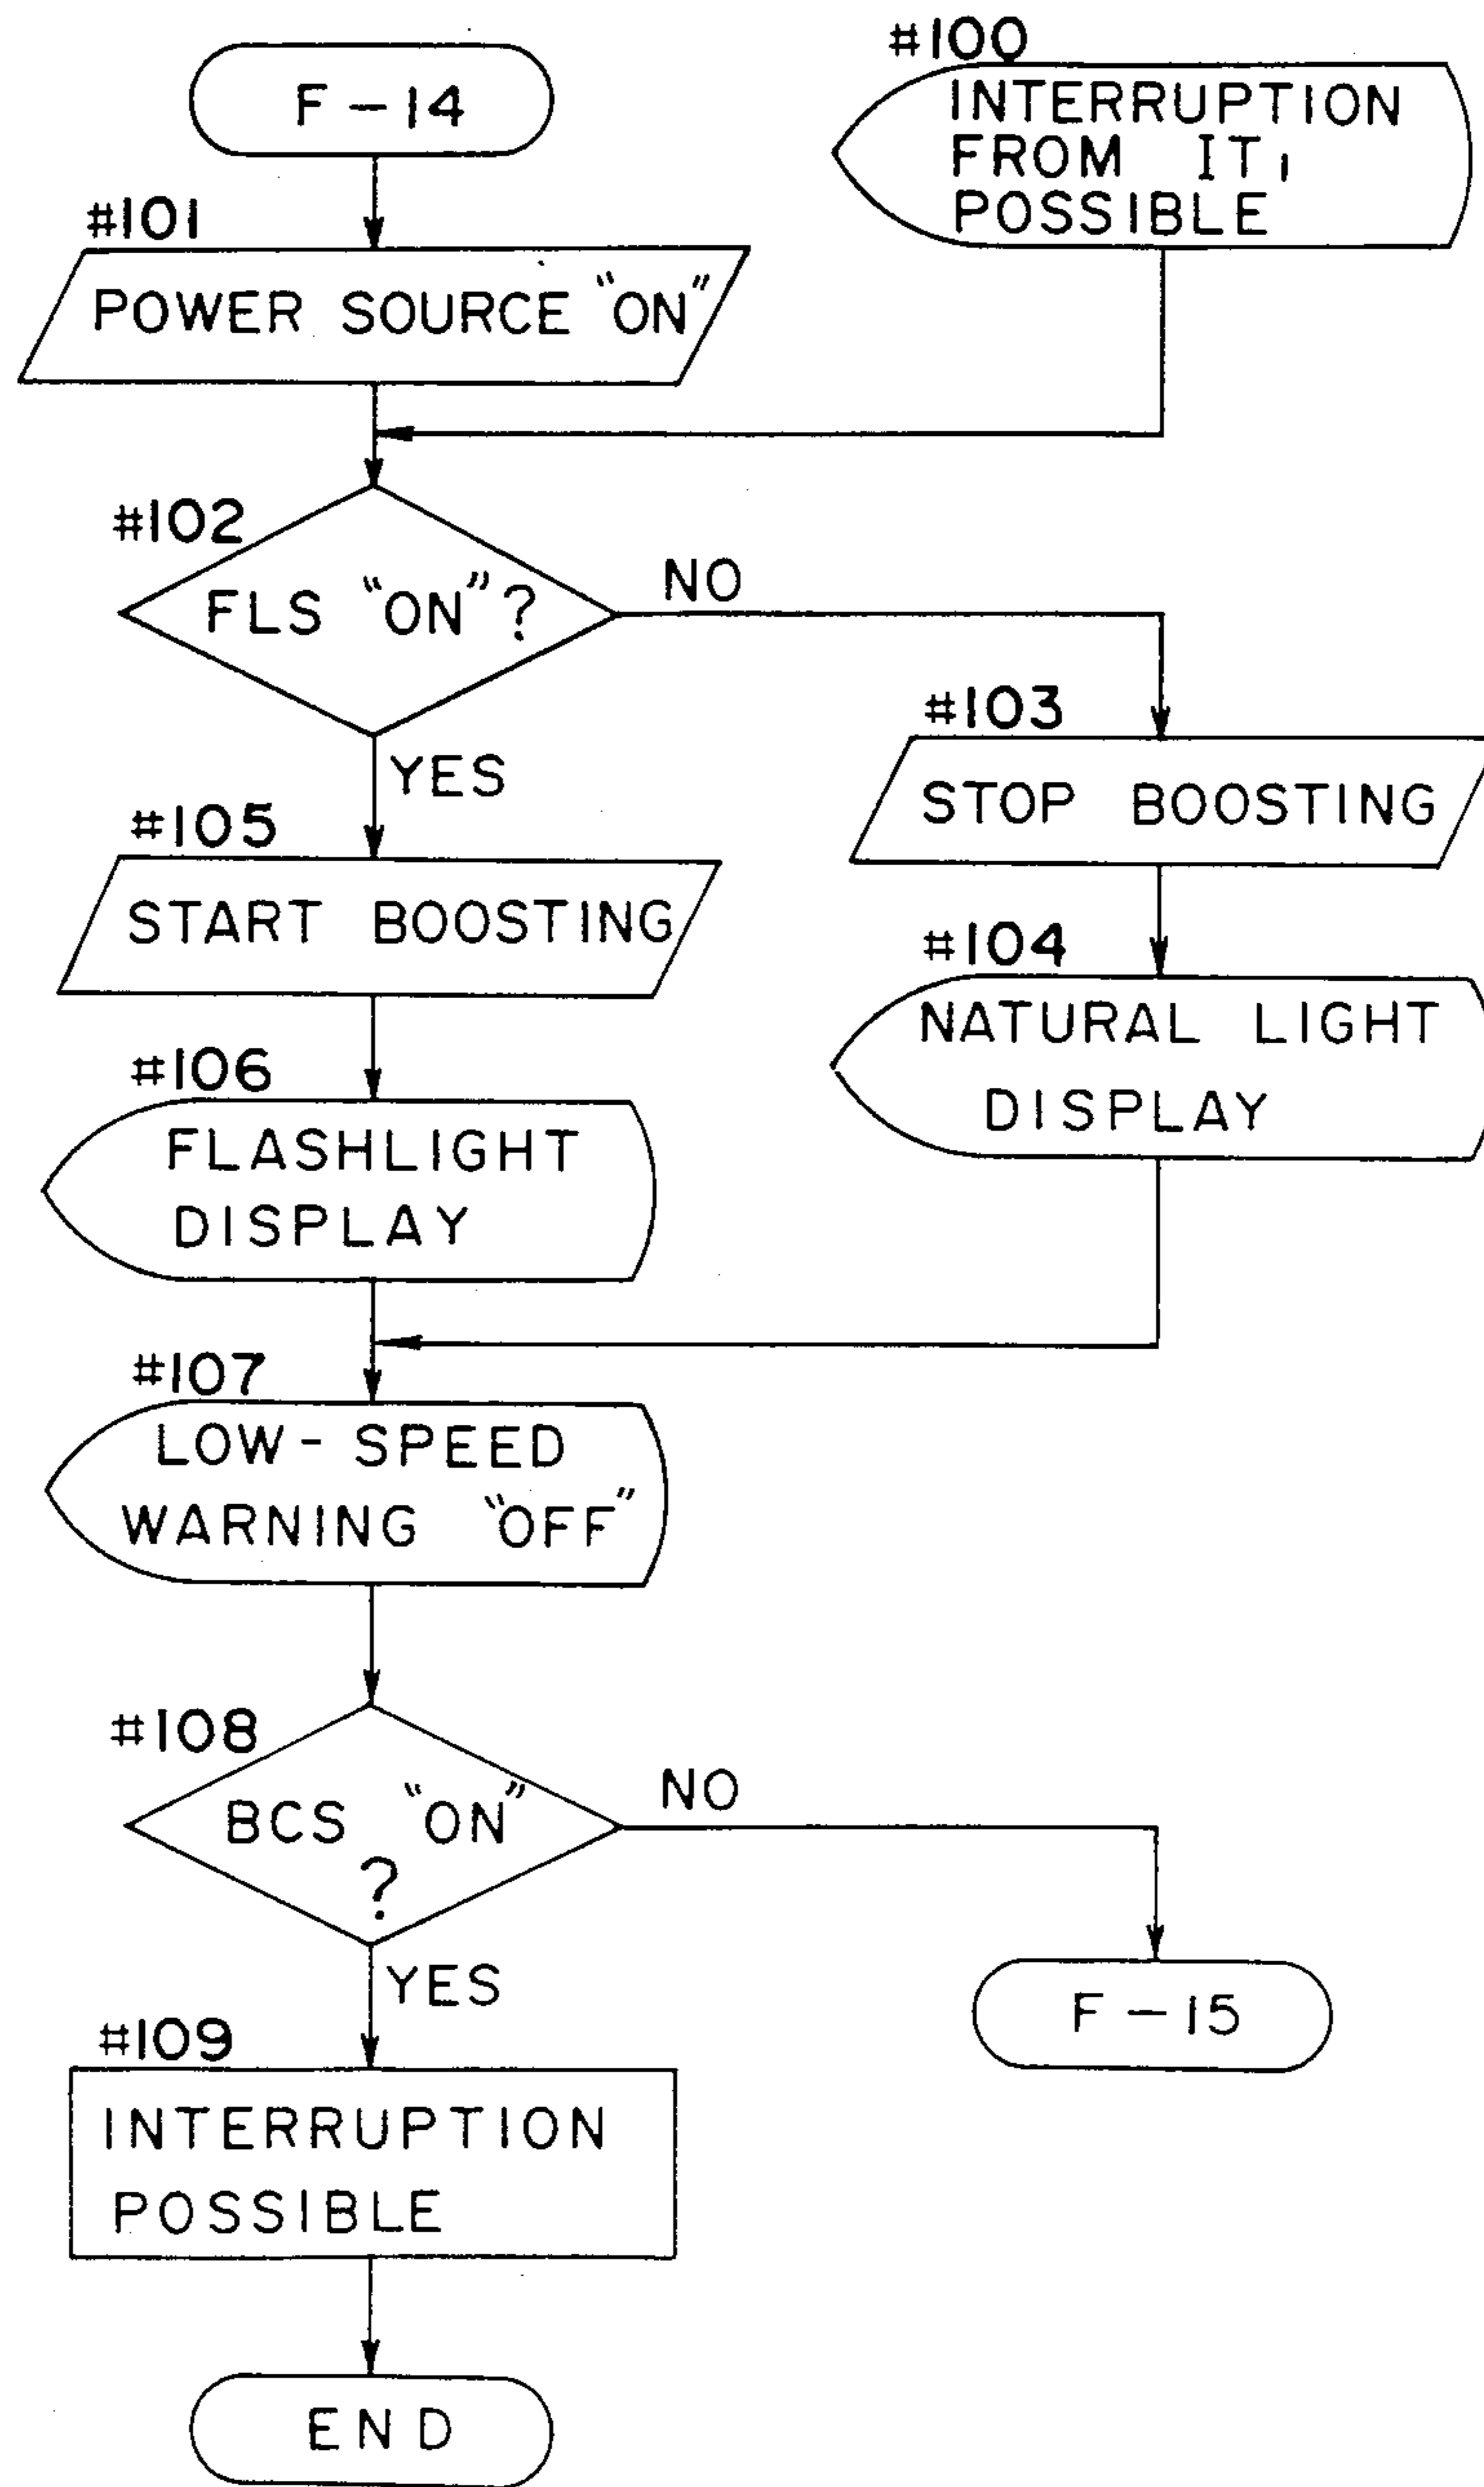 F-14
#100
INTERRUPTION
FROM IT₁
POSSIBLE
#101
POWER SOURCE "ON"
#102
FLS "ON"?
NO
YES
#103
STOP BOOSTING
#105
START BOOSTING
#104
NATURAL LIGHT
DISPLAY
#106
FLASHLIGHT
DISPLAY
#107
LOW-SPEED
WARNING "OFF"
#108
BCS "ON"
?
NO
YES
F-15
#109
INTERRUPTION
POSSIBLE
END